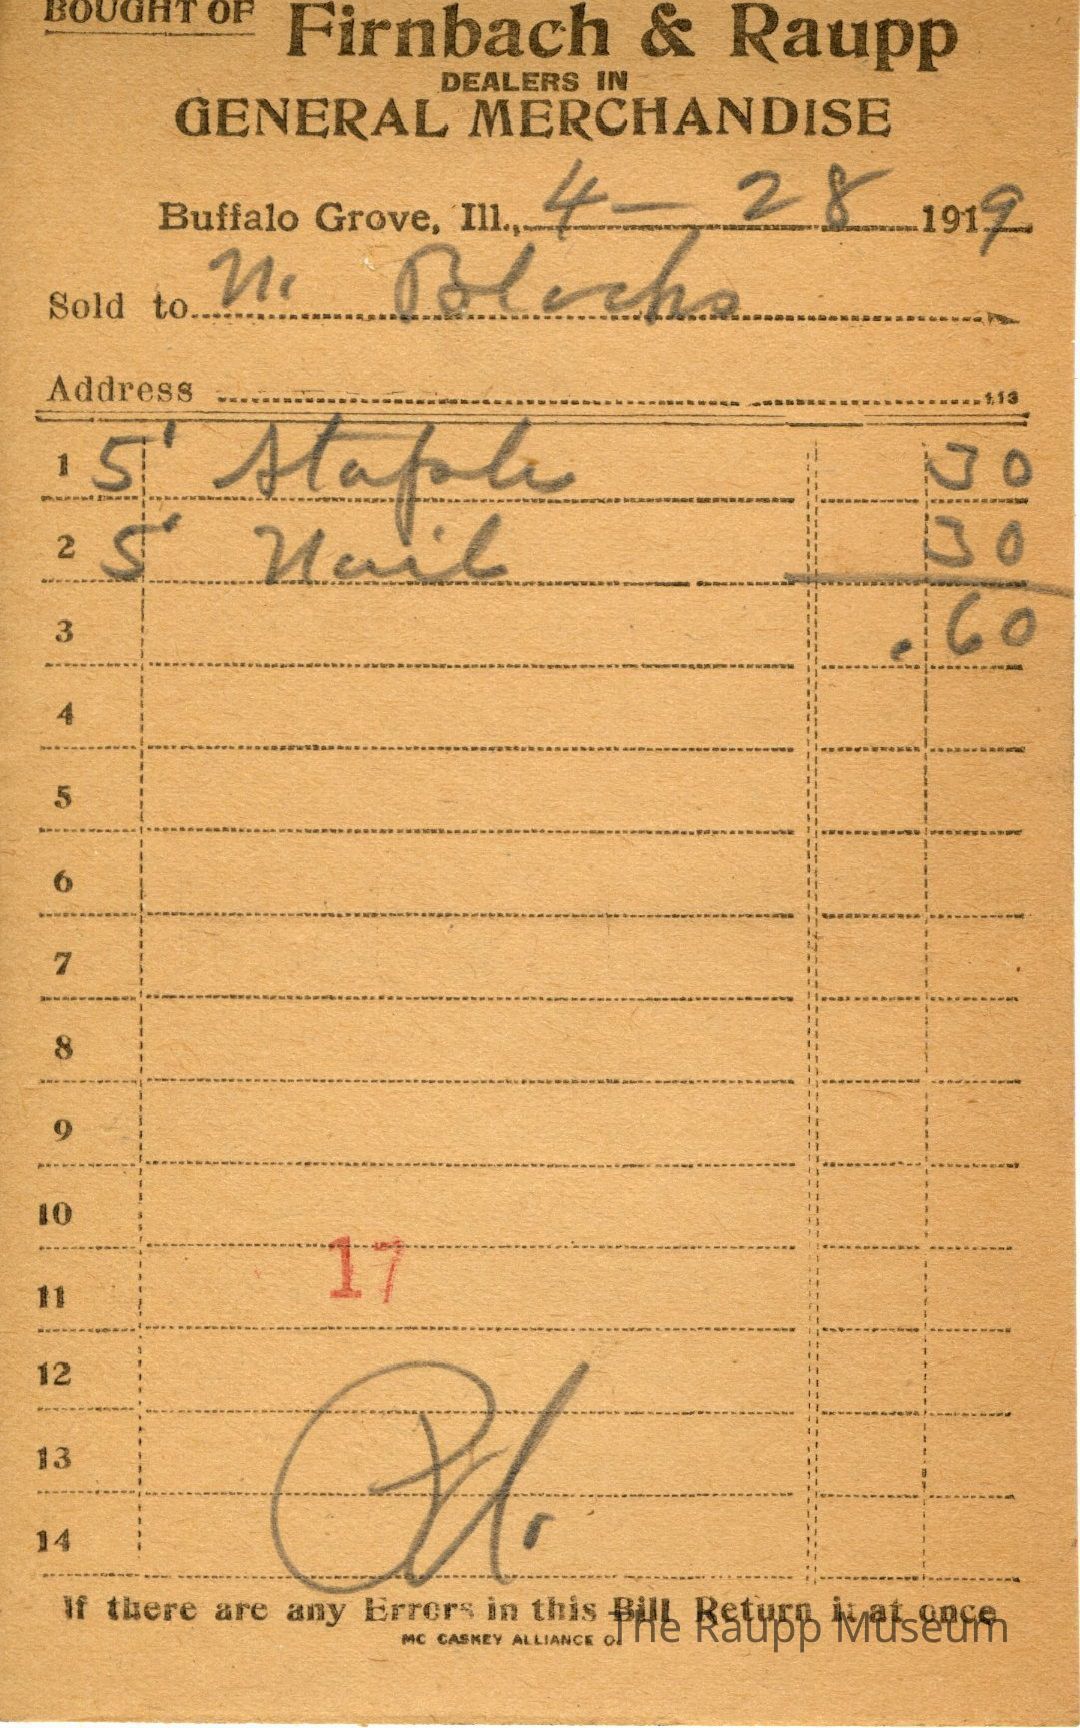 BOUGHT OF
Firnbach & Raupp
DEALERS IN
GENERAL MERCHANDISE
Buffalo Grove, Ill., 4 - 28 1919
Sold to N. Blocks
Address
113
1 5' Staple 30
2 5' Nail 30
3 .60
4
5
6
7
8
9
10
11 17
12
13
14
Pd.
If there are any Errors in this Bill Return it at once
MC CASKEY ALLIANCE O.
The Raupp Museum